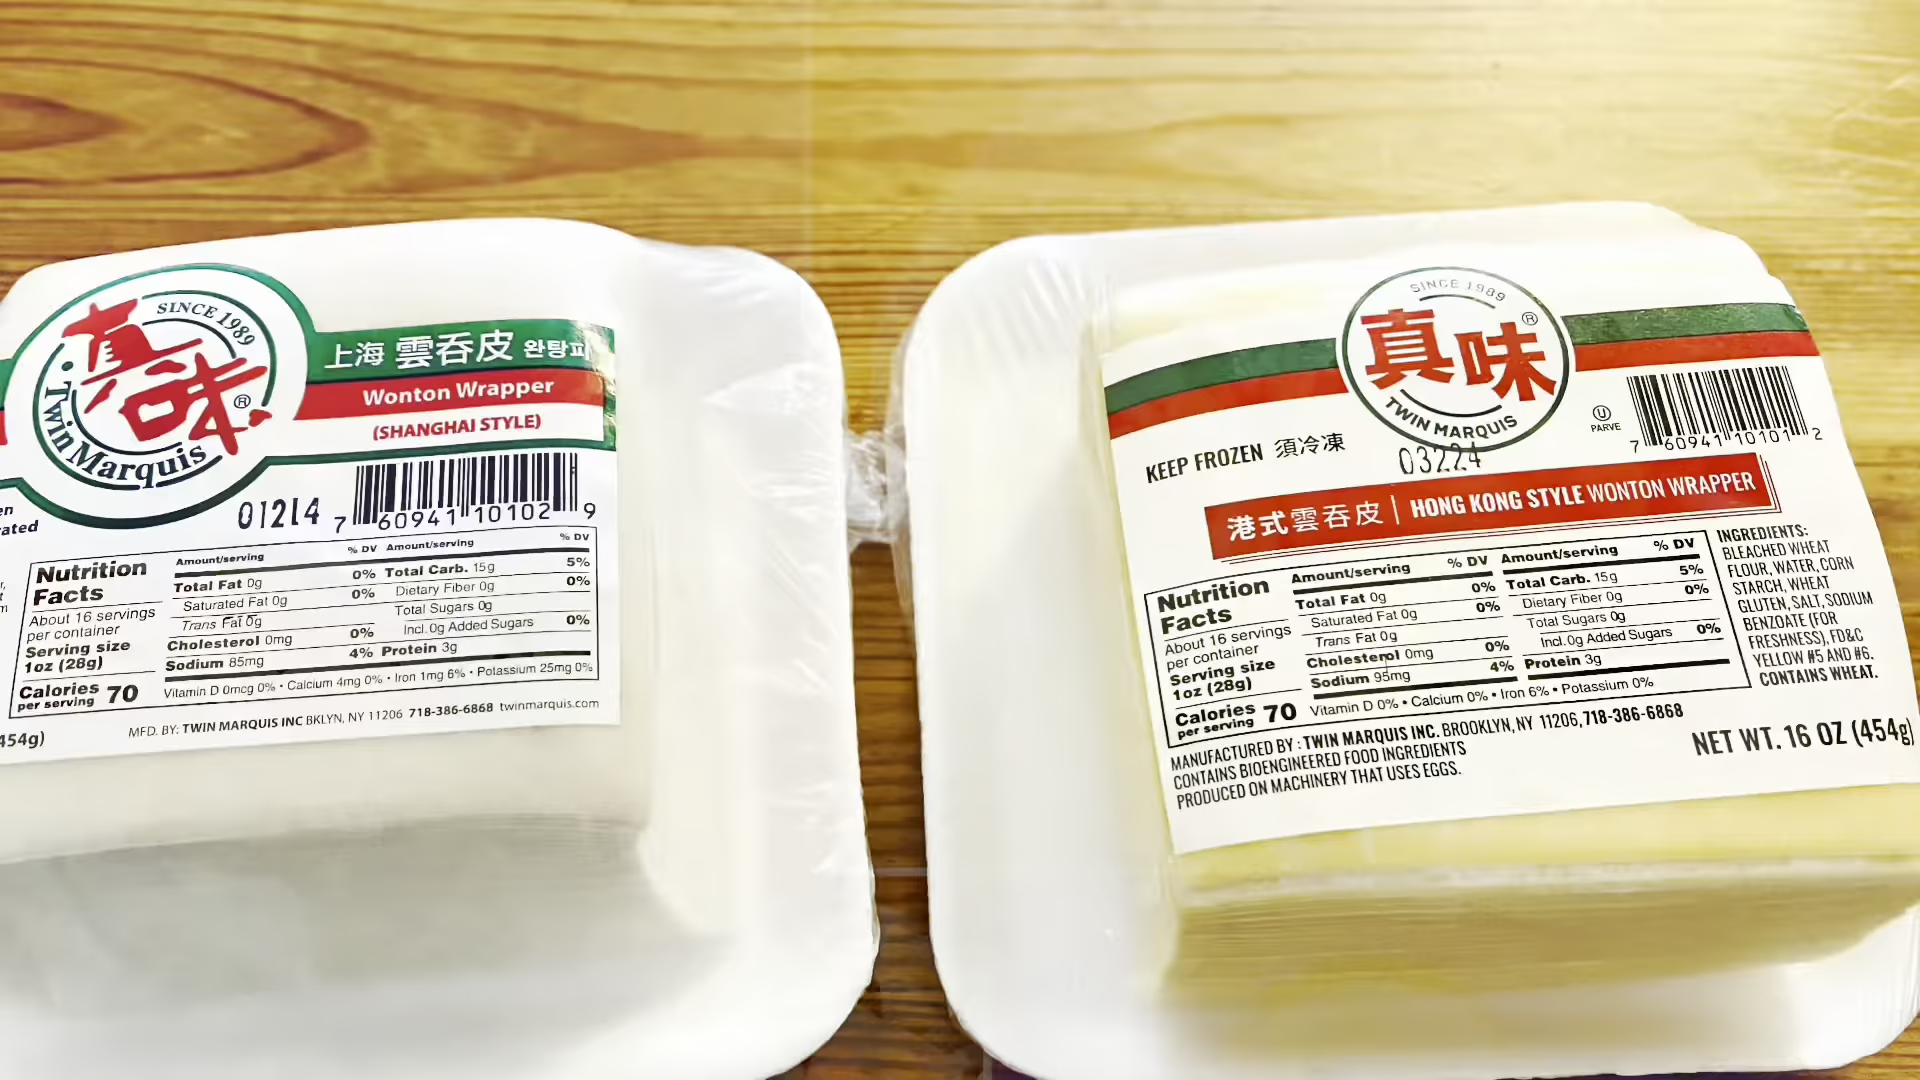 SINCE 1989
真味®
Twin Marquis
上海 雲吞皮 완탕피
Wonton Wrapper
(SHANGHAI STYLE)
01214
7 60941 10102 9
Nutrition
Facts
About 16 servings
per container
Serving size
1oz (28g)
Calories 70
per serving
Amount/serving % DV
Total Fat 0g 0%
Saturated Fat 0g 0%
Trans Fat 0g
Cholesterol 0mg 0%
Sodium 85mg 4%
Amount/serving % DV
Total Carb. 15g 5%
Dietary Fiber 0g 0%
Total Sugars 0g
Incl. 0g Added Sugars 0%
Protein 3g
Vitamin D 0mcg 0% • Calcium 4mg 0% • Iron 1mg 6% • Potassium 25mg 0%
MFD. BY: TWIN MARQUIS INC BKLYN, NY 11206 718-386-6868 twinmarquis.com
454g)
SINCE 1989
真味®
TWIN MARQUIS
KEEP FROZEN 須冷凍
03224
U
PARVE
7 60941 10101 2
港式雲吞皮 | HONG KONG STYLE WONTON WRAPPER
Nutrition
Facts
About 16 servings
per container
Serving size
1oz (28g)
Calories 70
per serving
Amount/serving % DV
Total Fat 0g 0%
Saturated Fat 0g 0%
Trans Fat 0g
Cholesterol 0mg 0%
Sodium 95mg 4%
Amount/serving % DV
Total Carb. 15g 5%
Dietary Fiber 0g 0%
Total Sugars 0g
Incl.0g Added Sugars 0%
Protein 3g
Vitamin D 0% • Calcium 0% • Iron 6% • Potassium 0%
INGREDIENTS:
BLEACHED WHEAT
FLOUR, WATER, CORN
STARCH, WHEAT
GLUTEN, SALT, SODIUM
BENZOATE (FOR
FRESHNESS), FD&C
YELLOW #5 AND #6.
CONTAINS WHEAT.
MANUFACTURED BY : TWIN MARQUIS INC. BROOKLYN, NY 11206, 718-386-6868
CONTAINS BIOENGINEERED FOOD INGREDIENTS
PRODUCED ON MACHINERY THAT USES EGGS.
NET WT. 16 OZ (454g)